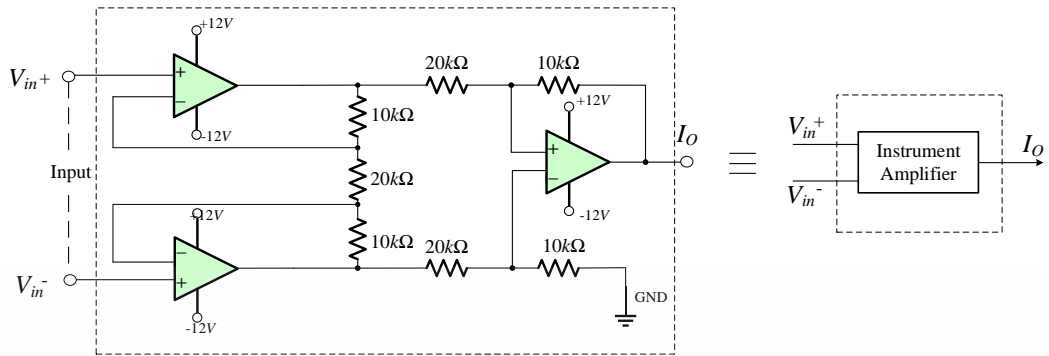 +12V
20kΩ
10kΩ
V_in+
+
−
+12V
-12V
10kΩ
V_in+
I_O
I_O
+
−
Instrument
Amplifier
Input
20kΩ
V_in-
+12V
-12V
10kΩ
20kΩ
10kΩ
−
+
V_in-
GND
-12V